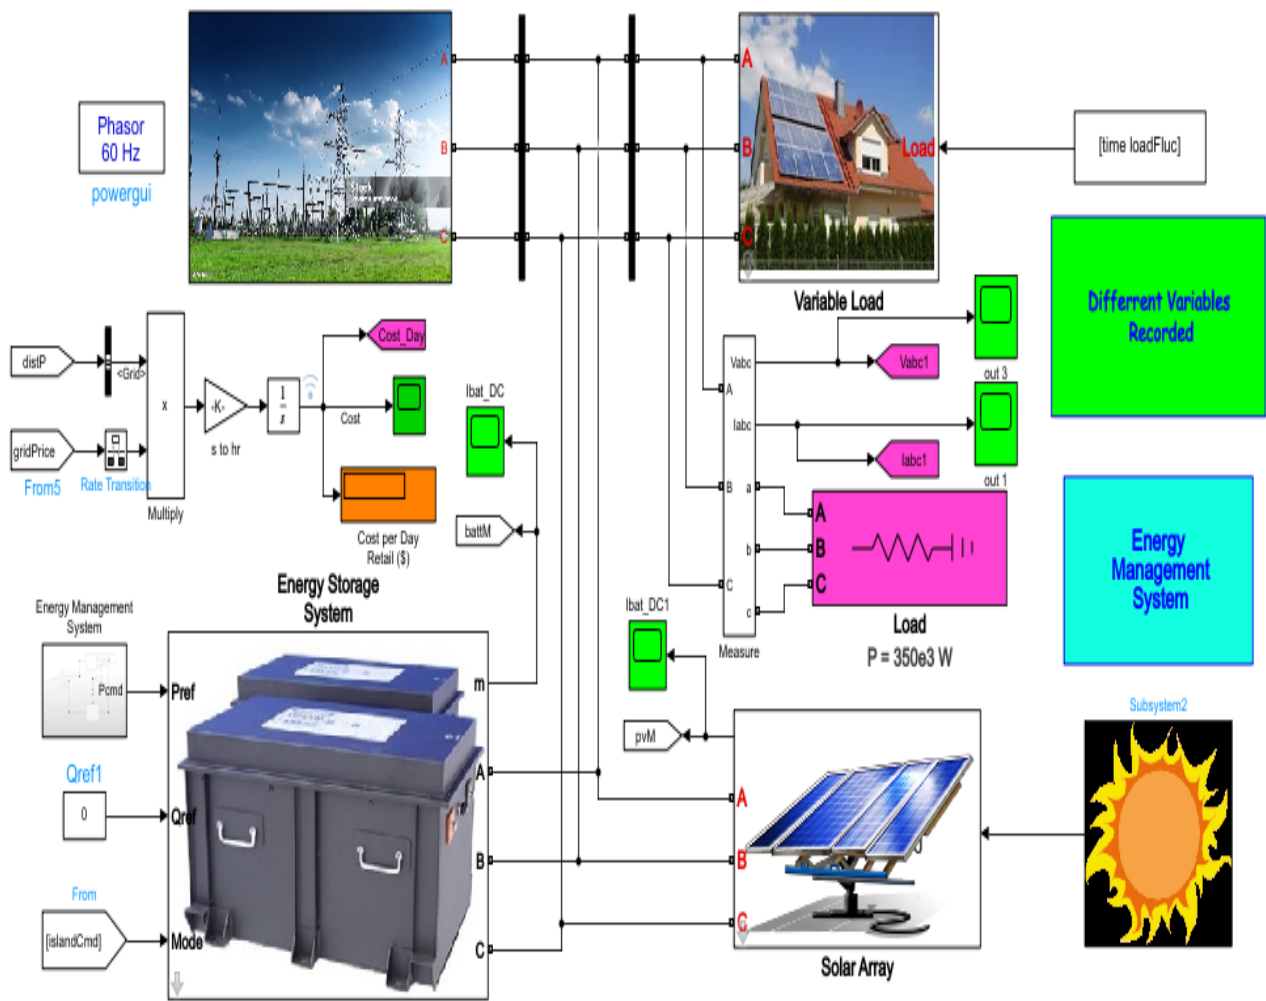 Phasor
60 Hz
powergui
A
B
C
A
B
C
Load
Variable Load
[time loadFluc]
Differrent Variables
Recorded
distP
<Grid>
gridPrice
From5
Rate Transition
x
Multiply
-K-
s to hr
1
s
Cost
Cost_Day
Cost per Day
Retail ($)
Ibat_DC
battM
Vabc
Iabc
A
B
C
a
b
c
Measure
out 3
Vabc1
out 1
Iabc1
A
B
C
Load
P = 350e3 W
Energy
Management
System
Energy Storage
System
Energy Management
System
Pcmd
Pref
Qref1
0
Qref
From
[islandCmd]
Mode
m
A
B
C
Ibat_DC1
pvM
A
B
C
Solar Array
Subsystem2